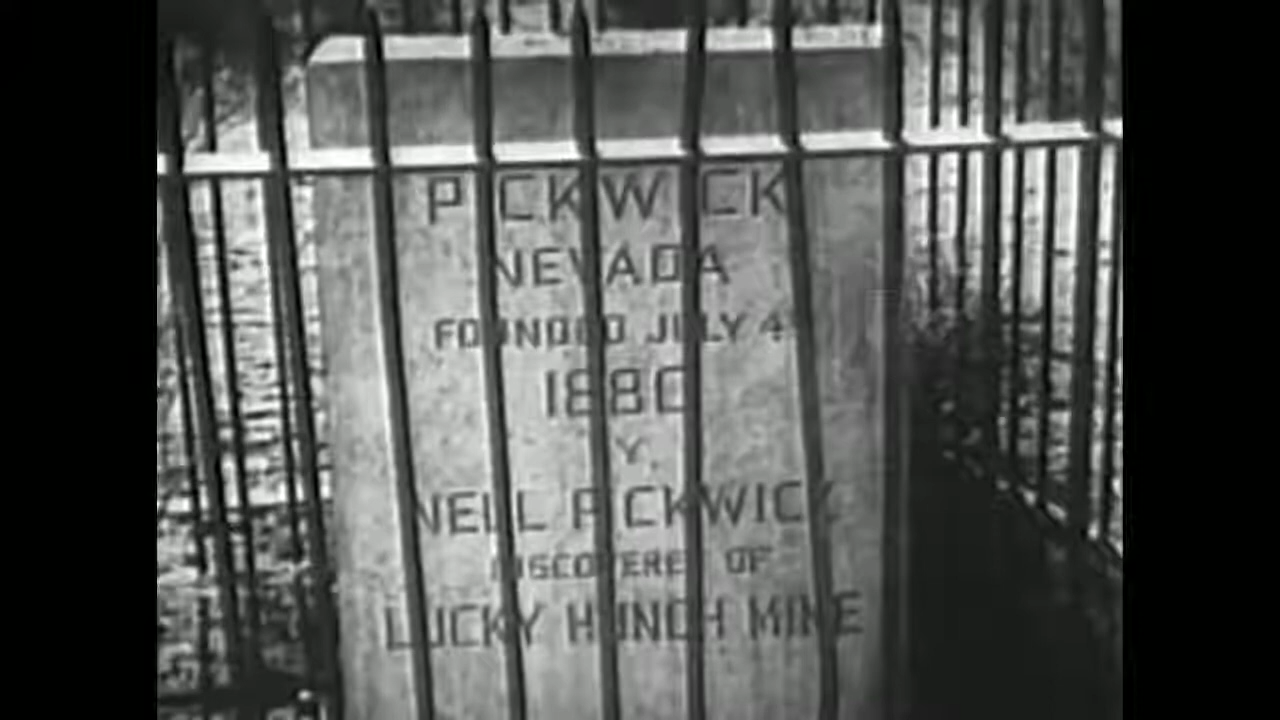 PICKWICK
NEVADA
FOUNDED JULY 4
1880
BY
NELL PICKWICK
DISCOVERER OF
LUCKY HUNCH MINE